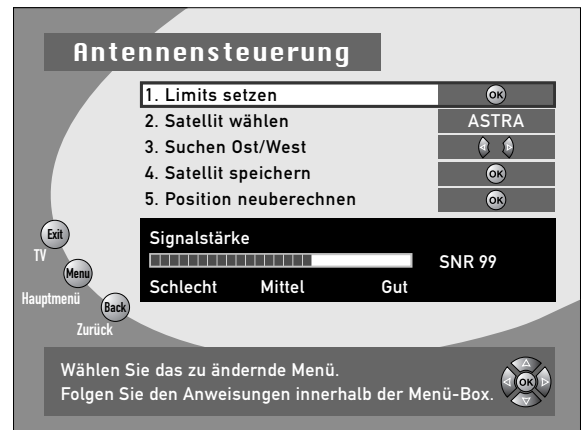 Antennensteuerung
1. Limits setzen OK
2. Satellit wählen ASTRA
3. Suchen Ost/West
4. Satellit speichern OK
5. Position neuberechnen OK
Signalstärke
SNR 99
Schlecht Mittel Gut
Exit
TV
Menu
Hauptmenü
Back
Zurück
Wählen Sie das zu ändernde Menü.
Folgen Sie den Anweisungen innerhalb der Menü-Box.
OK